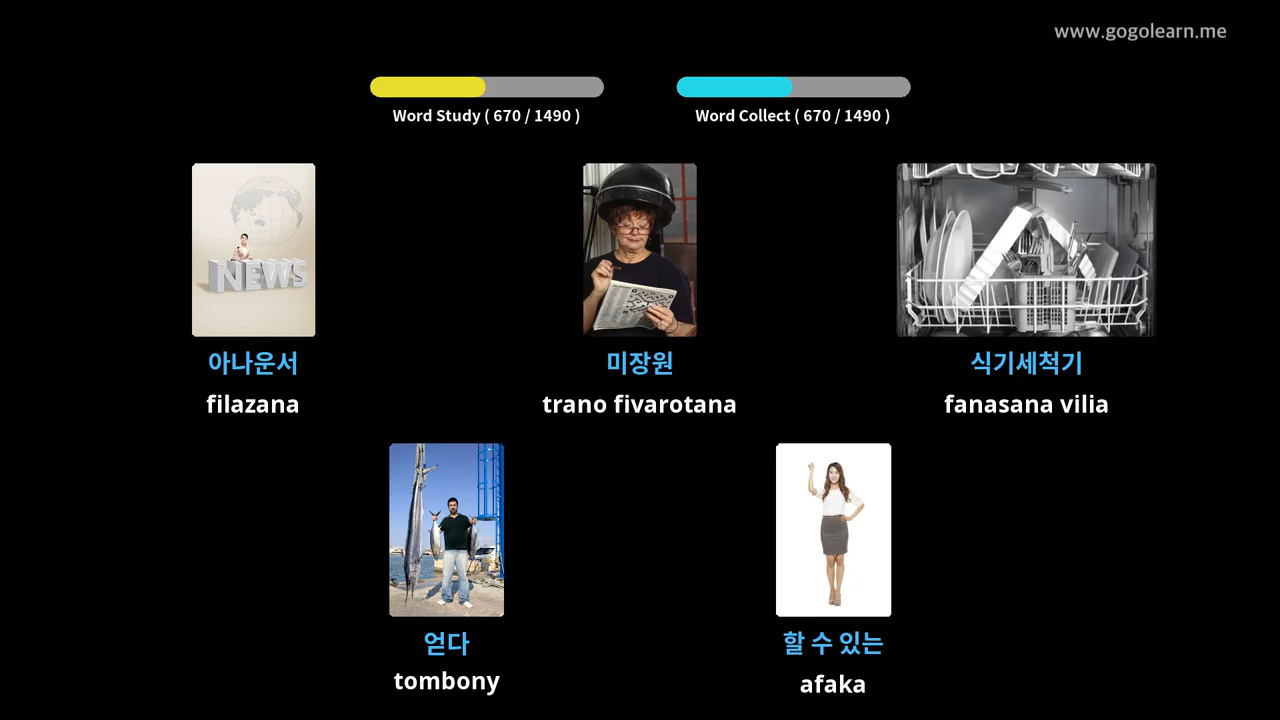 www.gogolearn.me
Word Study ( 670 / 1490 )
Word Collect ( 670 / 1490 )
NEWS
아나운서
filazana
미장원
trano fivarotana
식기세척기
fanasana vilia
얻다
tombony
할 수 있는
afaka